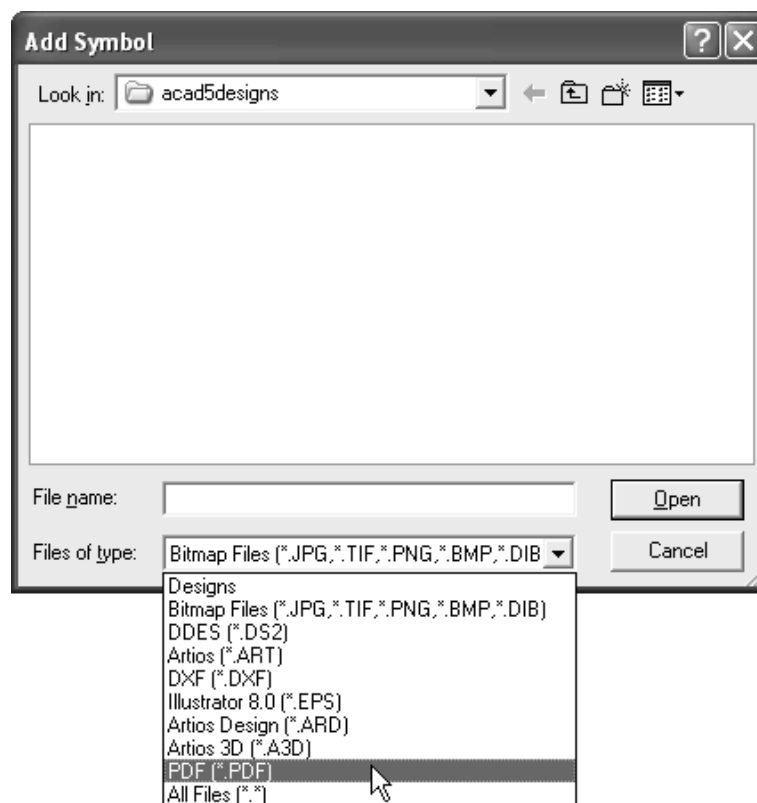 Add Symbol
Look in: acad5designs
File name: Open
Files of type: Bitmap Files (*.JPG,*.TIF,*.PNG,*.BMP,*.DIB Cancel
Designs
Bitmap Files (*.JPG,*.TIF,*.PNG,*.BMP,*.DIB)
DDES (*.DS2)
Artios (*.ART)
DXF (*.DXF)
Illustrator 8.0 (*.EPS)
Artios Design (*.ARD)
Artios 3D (*.A3D)
PDF (*.PDF)
All Files (*.*)